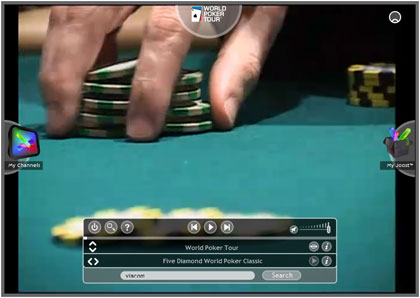 WORLD
POKER
TOUR
My Channels
My Joost™
?
World Poker Tour
i
Five Diamond World Poker Classic
i
viacom
Search